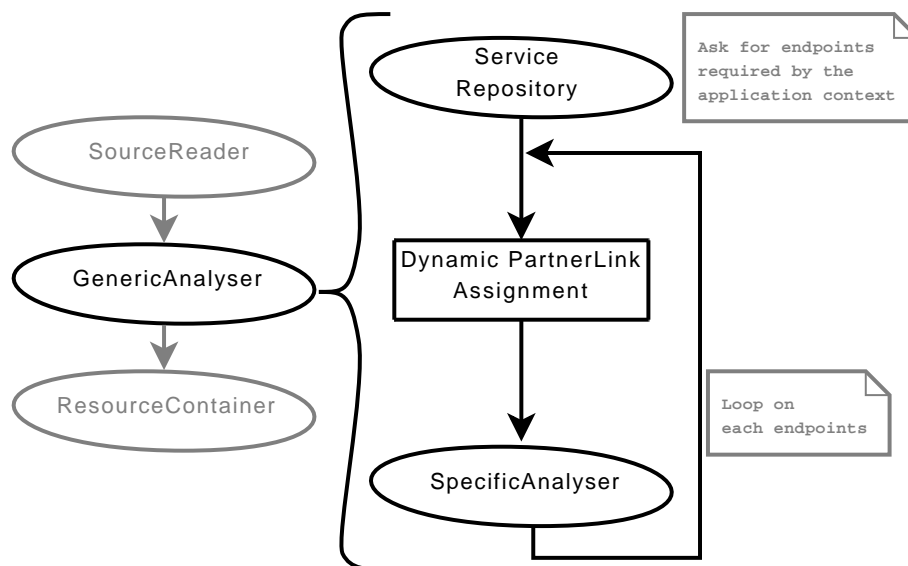 Service
Repository
Ask for endpoints
required by the
application context
SourceReader
GenericAnalyser
Dynamic PartnerLink
Assignment
ResourceContainer
Loop on
each endpoints
SpecificAnalyser